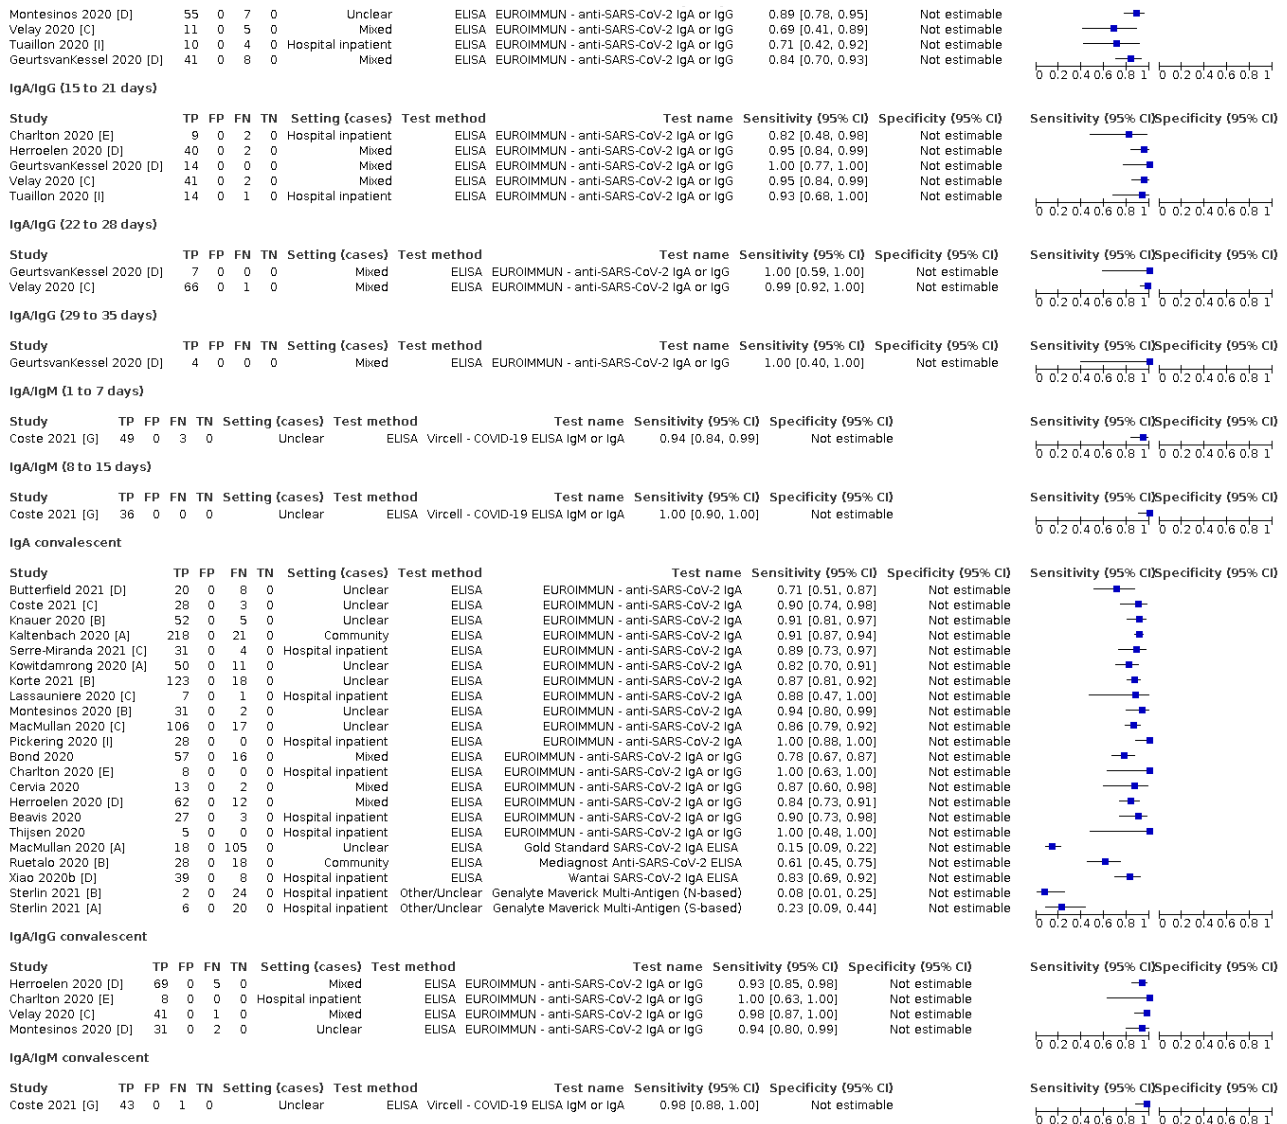 Montesinos 2020 [D] 55 0 7 0 Unclear ELISA EUROIMMUN - anti-SARS-CoV-2 IgA or IgG 0.89 [0.78, 0.95] Not estimable
Velay 2020 [C] 11 0 5 0 Mixed ELISA EUROIMMUN - anti-SARS-CoV-2 IgA or IgG 0.69 [0.41, 0.89] Not estimable
Tuaillon 2020 [I] 10 0 4 0 Hospital inpatient ELISA EUROIMMUN - anti-SARS-CoV-2 IgA or IgG 0.71 [0.42, 0.92] Not estimable
GeurtsvanKessel 2020 [D] 41 0 8 0 Mixed ELISA EUROIMMUN - anti-SARS-CoV-2 IgA or IgG 0.84 [0.70, 0.93] Not estimable
0 0.2 0.4 0.6 0.8 1 0 0.2 0.4 0.6 0.8 1
IgA/IgG (15 to 21 days)
Study TP FP FN TN Setting (cases) Test method Test name Sensitivity (95% CI) Specificity (95% CI) Sensitivity (95% CI) Specificity (95% CI)
Charlton 2020 [E] 9 0 2 0 Hospital inpatient ELISA EUROIMMUN - anti-SARS-CoV-2 IgA or IgG 0.82 [0.48, 0.98] Not estimable
Herroelen 2020 [D] 40 0 2 0 Mixed ELISA EUROIMMUN - anti-SARS-CoV-2 IgA or IgG 0.95 [0.84, 0.99] Not estimable
GeurtsvanKessel 2020 [D] 14 0 0 0 Mixed ELISA EUROIMMUN - anti-SARS-CoV-2 IgA or IgG 1.00 [0.77, 1.00] Not estimable
Velay 2020 [C] 41 0 2 0 Mixed ELISA EUROIMMUN - anti-SARS-CoV-2 IgA or IgG 0.95 [0.84, 0.99] Not estimable
Tuaillon 2020 [I] 14 0 1 0 Hospital inpatient ELISA EUROIMMUN - anti-SARS-CoV-2 IgA or IgG 0.93 [0.68, 1.00] Not estimable
0 0.2 0.4 0.6 0.8 1 0 0.2 0.4 0.6 0.8 1
IgA/IgG (22 to 28 days)
Study TP FP FN TN Setting (cases) Test method Test name Sensitivity (95% CI) Specificity (95% CI) Sensitivity (95% CI) Specificity (95% CI)
GeurtsvanKessel 2020 [D] 7 0 0 0 Mixed ELISA EUROIMMUN - anti-SARS-CoV-2 IgA or IgG 1.00 [0.59, 1.00] Not estimable
Velay 2020 [C] 66 0 1 0 Mixed ELISA EUROIMMUN - anti-SARS-CoV-2 IgA or IgG 0.99 [0.92, 1.00] Not estimable
0 0.2 0.4 0.6 0.8 1 0 0.2 0.4 0.6 0.8 1
IgA/IgG (29 to 35 days)
Study TP FP FN TN Setting (cases) Test method Test name Sensitivity (95% CI) Specificity (95% CI) Sensitivity (95% CI) Specificity (95% CI)
GeurtsvanKessel 2020 [D] 4 0 0 0 Mixed ELISA EUROIMMUN - anti-SARS-CoV-2 IgA or IgG 1.00 [0.40, 1.00] Not estimable
0 0.2 0.4 0.6 0.8 1 0 0.2 0.4 0.6 0.8 1
IgA/IgM (1 to 7 days)
Study TP FP FN TN Setting (cases) Test method Test name Sensitivity (95% CI) Specificity (95% CI) Sensitivity (95% CI) Specificity (95% CI)
Coste 2021 [G] 49 0 3 0 Unclear ELISA Vircell - COVID-19 ELISA IgM or IgA 0.94 [0.84, 0.99] Not estimable
0 0.2 0.4 0.6 0.8 1 0 0.2 0.4 0.6 0.8 1
IgA/IgM (8 to 15 days)
Study TP FP FN TN Setting (cases) Test method Test name Sensitivity (95% CI) Specificity (95% CI) Sensitivity (95% CI) Specificity (95% CI)
Coste 2021 [G] 36 0 0 0 Unclear ELISA Vircell - COVID-19 ELISA IgM or IgA 1.00 [0.90, 1.00] Not estimable
0 0.2 0.4 0.6 0.8 1 0 0.2 0.4 0.6 0.8 1
IgA convalescent
Study TP FP FN TN Setting (cases) Test method Test name Sensitivity (95% CI) Specificity (95% CI) Sensitivity (95% CI) Specificity (95% CI)
Butterfield 2021 [D] 20 0 8 0 Unclear ELISA EUROIMMUN - anti-SARS-CoV-2 IgA 0.71 [0.51, 0.87] Not estimable
Coste 2021 [C] 28 0 3 0 Unclear ELISA EUROIMMUN - anti-SARS-CoV-2 IgA 0.90 [0.74, 0.98] Not estimable
Knauer 2020 [B] 52 0 5 0 Unclear ELISA EUROIMMUN - anti-SARS-CoV-2 IgA 0.91 [0.81, 0.97] Not estimable
Kaltenbach 2020 [A] 218 0 21 0 Community ELISA EUROIMMUN - anti-SARS-CoV-2 IgA 0.91 [0.87, 0.94] Not estimable
Serre-Miranda 2021 [C] 31 0 4 0 Hospital inpatient ELISA EUROIMMUN - anti-SARS-CoV-2 IgA 0.89 [0.73, 0.97] Not estimable
Kowitdamrong 2020 [A] 50 0 11 0 Unclear ELISA EUROIMMUN - anti-SARS-CoV-2 IgA 0.82 [0.70, 0.91] Not estimable
Korte 2021 [B] 123 0 18 0 Unclear ELISA EUROIMMUN - anti-SARS-CoV-2 IgA 0.87 [0.81, 0.92] Not estimable
Lassauniere 2020 [C] 7 0 1 0 Hospital inpatient ELISA EUROIMMUN - anti-SARS-CoV-2 IgA 0.88 [0.47, 1.00] Not estimable
Montesinos 2020 [B] 31 0 2 0 Unclear ELISA EUROIMMUN - anti-SARS-CoV-2 IgA 0.94 [0.80, 0.99] Not estimable
MacMullan 2020 [C] 106 0 17 0 Unclear ELISA EUROIMMUN - anti-SARS-CoV-2 IgA 0.86 [0.79, 0.92] Not estimable
Pickering 2020 [I] 28 0 0 0 Hospital inpatient ELISA EUROIMMUN - anti-SARS-CoV-2 IgA 1.00 [0.88, 1.00] Not estimable
Bond 2020 57 0 16 0 Mixed ELISA EUROIMMUN - anti-SARS-CoV-2 IgA or IgG 0.78 [0.67, 0.87] Not estimable
Charlton 2020 [E] 8 0 0 0 Hospital inpatient ELISA EUROIMMUN - anti-SARS-CoV-2 IgA or IgG 1.00 [0.63, 1.00] Not estimable
Cervia 2020 13 0 2 0 Mixed ELISA EUROIMMUN - anti-SARS-CoV-2 IgA or IgG 0.87 [0.60, 0.98] Not estimable
Herroelen 2020 [D] 62 0 12 0 Mixed ELISA EUROIMMUN - anti-SARS-CoV-2 IgA or IgG 0.84 [0.73, 0.91] Not estimable
Beavis 2020 27 0 3 0 Hospital inpatient ELISA EUROIMMUN - anti-SARS-CoV-2 IgA or IgG 0.90 [0.73, 0.98] Not estimable
Thijsen 2020 5 0 0 0 Hospital inpatient ELISA EUROIMMUN - anti-SARS-CoV-2 IgA or IgG 1.00 [0.48, 1.00] Not estimable
MacMullan 2020 [A] 18 0 105 0 Unclear ELISA Gold Standard SARS-CoV-2 IgA ELISA 0.15 [0.09, 0.22] Not estimable
Ruetalo 2020 [B] 28 0 18 0 Community ELISA Mediagnost Anti-SARS-CoV-2 ELISA 0.61 [0.45, 0.75] Not estimable
Xiao 2020b [D] 39 0 8 0 Hospital inpatient ELISA Wantai SARS-CoV-2 IgA ELISA 0.83 [0.69, 0.92] Not estimable
Sterlin 2021 [B] 2 0 24 0 Hospital inpatient Other/Unclear Genalyte Maverick Multi-Antigen (N-based) 0.08 [0.01, 0.25] Not estimable
Sterlin 2021 [A] 6 0 20 0 Hospital inpatient Other/Unclear Genalyte Maverick Multi-Antigen (S-based) 0.23 [0.09, 0.44] Not estimable
0 0.2 0.4 0.6 0.8 1 0 0.2 0.4 0.6 0.8 1
IgA/IgG convalescent
Study TP FP FN TN Setting (cases) Test method Test name Sensitivity (95% CI) Specificity (95% CI) Sensitivity (95% CI) Specificity (95% CI)
Herroelen 2020 [D] 69 0 5 0 Mixed ELISA EUROIMMUN - anti-SARS-CoV-2 IgA or IgG 0.93 [0.85, 0.98] Not estimable
Charlton 2020 [E] 8 0 0 0 Hospital inpatient ELISA EUROIMMUN - anti-SARS-CoV-2 IgA or IgG 1.00 [0.63, 1.00] Not estimable
Velay 2020 [C] 41 0 1 0 Mixed ELISA EUROIMMUN - anti-SARS-CoV-2 IgA or IgG 0.98 [0.87, 1.00] Not estimable
Montesinos 2020 [D] 31 0 2 0 Unclear ELISA EUROIMMUN - anti-SARS-CoV-2 IgA or IgG 0.94 [0.80, 0.99] Not estimable
0 0.2 0.4 0.6 0.8 1 0 0.2 0.4 0.6 0.8 1
IgA/IgM convalescent
Study TP FP FN TN Setting (cases) Test method Test name Sensitivity (95% CI) Specificity (95% CI) Sensitivity (95% CI) Specificity (95% CI)
Coste 2021 [G] 43 0 1 0 Unclear ELISA Vircell - COVID-19 ELISA IgM or IgA 0.98 [0.88, 1.00] Not estimable
0 0.2 0.4 0.6 0.8 1 0 0.2 0.4 0.6 0.8 1